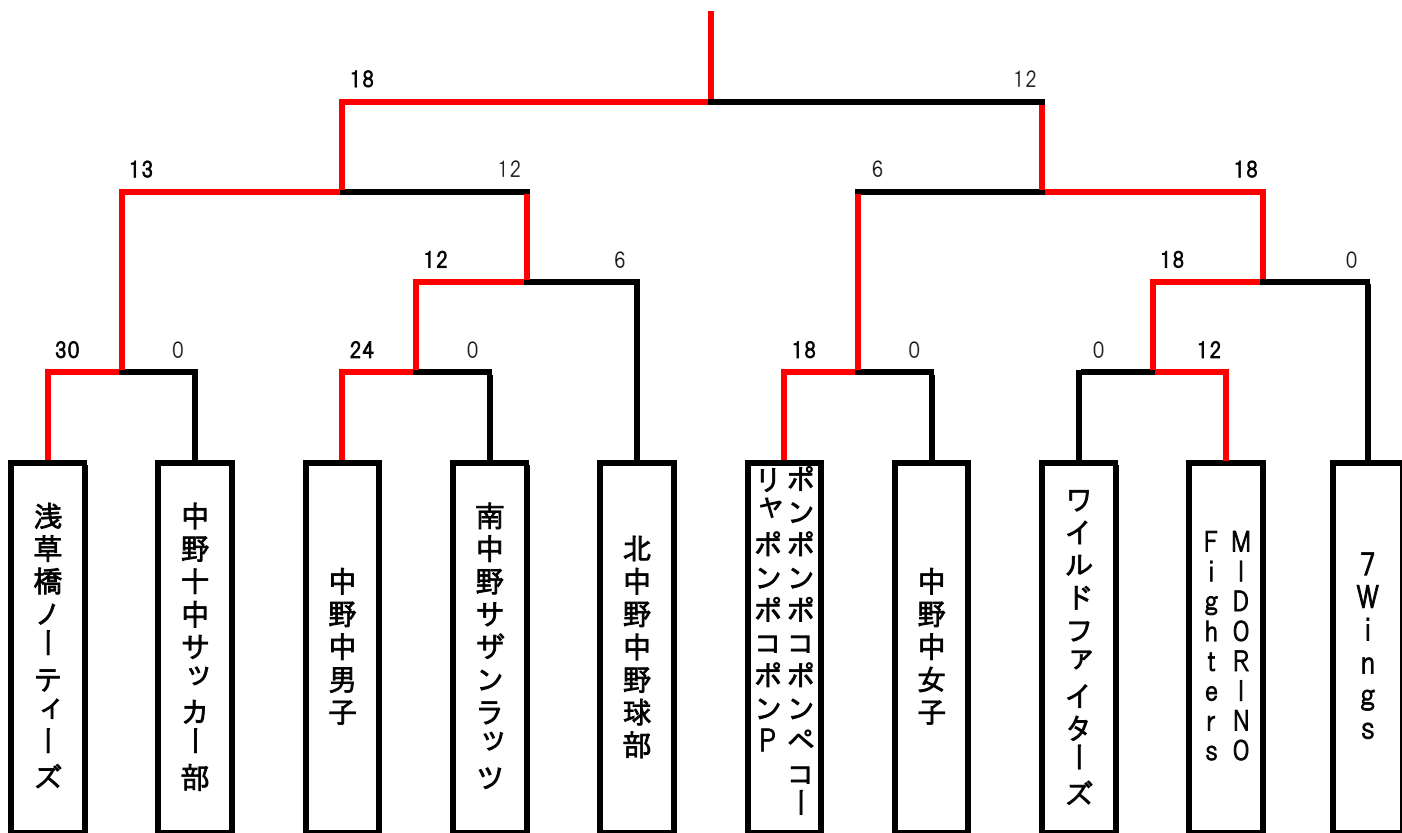 18 12
13 12 6 18
12 6 18 0
30 0 24 0 18 0 0 12
浅草橋ノーティーズ
中野十中サッカー部
中野中男子
南中野サザンラッツ
北中野中野球部
ポンポンポコポンペコー
リャポンポコポンP
中野中女子
ワイルドファイターズ
MIDORINO
Fighters
7Wings